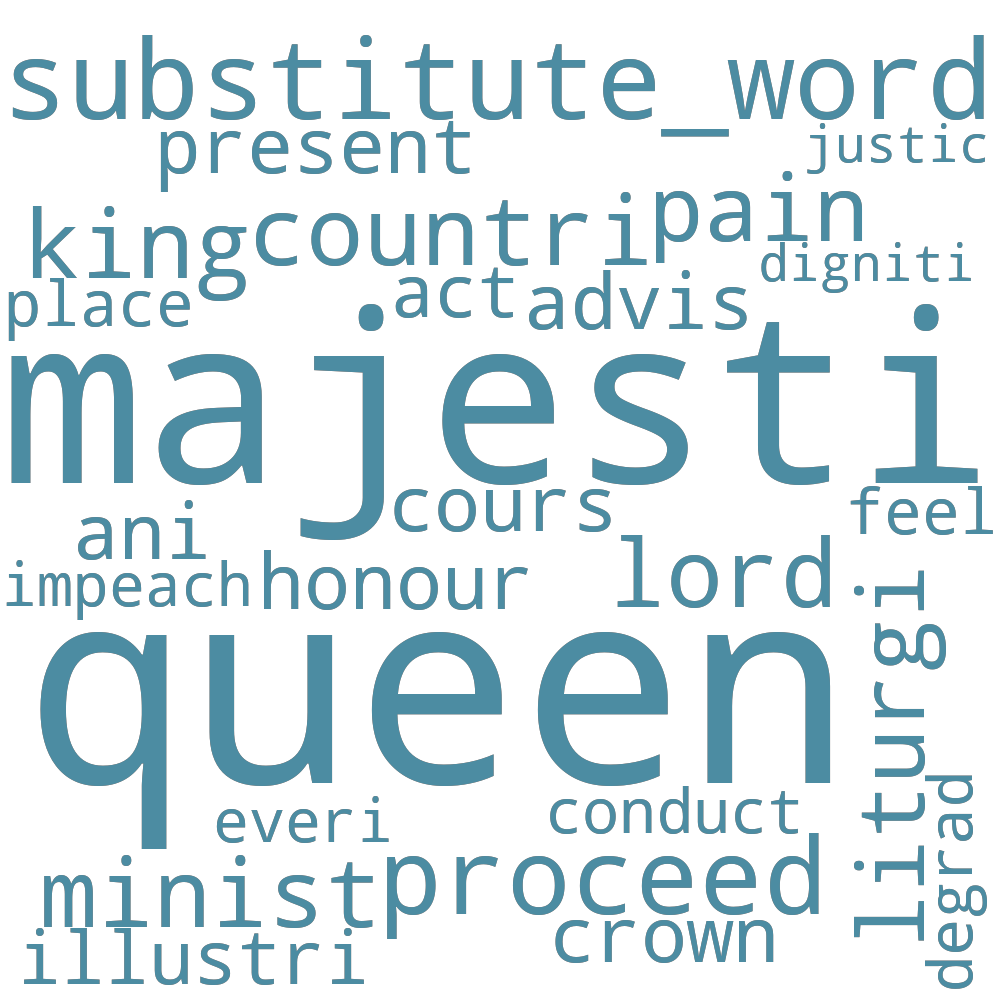 substitute_word
present
justic
king
countri
pain
digniti
place
act
advis
majesti
cours
feel
ani
impeach
honour
lord
liturgi
queen
everi
conduct
degrad
minist
proceed
crown
illustri